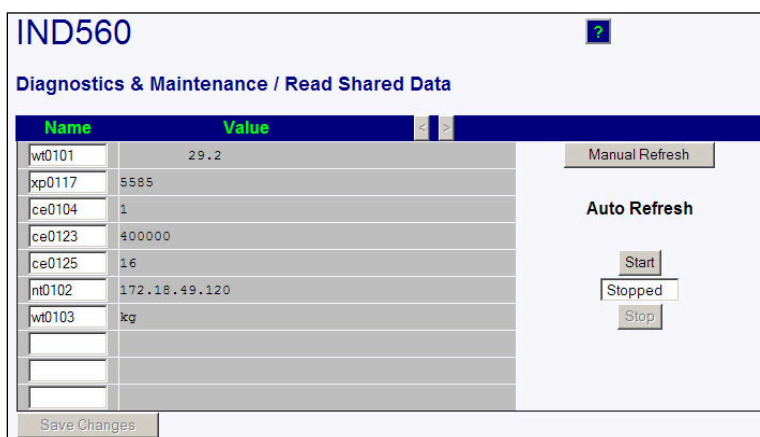 IND560
?
Diagnostics & Maintenance / Read Shared Data
Name Value < >
wt0101 29.2 Manual Refresh
xp0117 5585
ce0104 1 Auto Refresh
ce0123 400000
ce0125 16 Start
nt0102 172.18.49.120 Stopped
wt0103 kg Stop
Save Changes